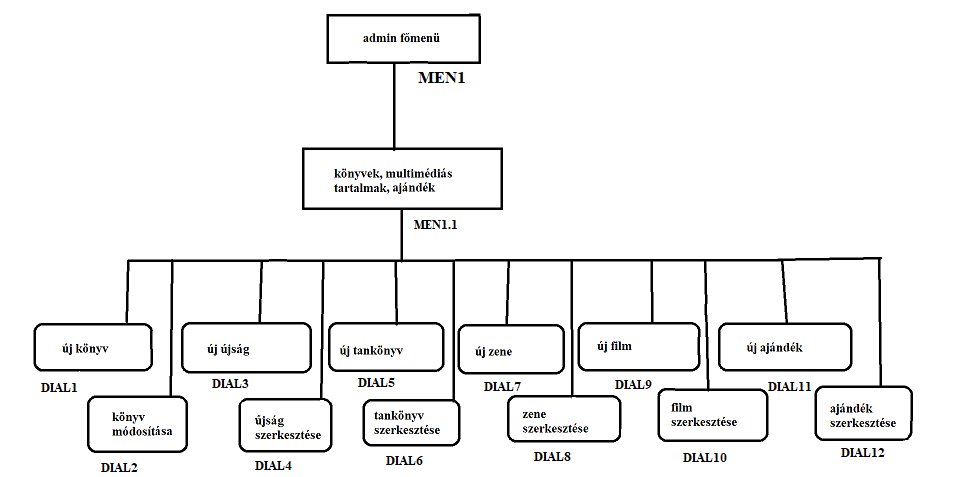 admin főmenü
MEN1
könyvek, multimédiás
tartalmak, ajándék
MEN1.1
új könyv
új újság
új tankönyv
új zene
új film
új ajándék
DIAL1
DIAL3
DIAL5
DIAL7
DIAL9
DIAL11
könyv
módosítása
újság
szerkesztése
tankönyv
szerkesztése
zene
szerkesztése
film
szerkesztése
ajándék
szerkesztése
DIAL2
DIAL4
DIAL6
DIAL8
DIAL10
DIAL12